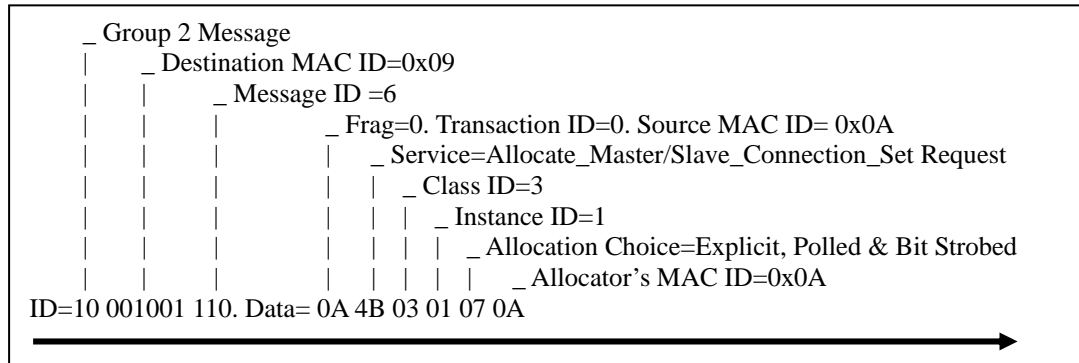 _ Group 2 Message
| _ Destination MAC ID=0x09
| | _ Message ID =6
| | | _ Frag=0. Transaction ID=0. Source MAC ID= 0x0A
| | | | _ Service=Allocate_Master/Slave_Connection_Set Request
| | | | | _ Class ID=3
| | | | | | _ Instance ID=1
| | | | | | | _ Allocation Choice=Explicit, Polled & Bit Strobed
| | | | | | | | _ Allocator’s MAC ID=0x0A
ID=10 001001 110. Data= 0A 4B 03 01 07 0A